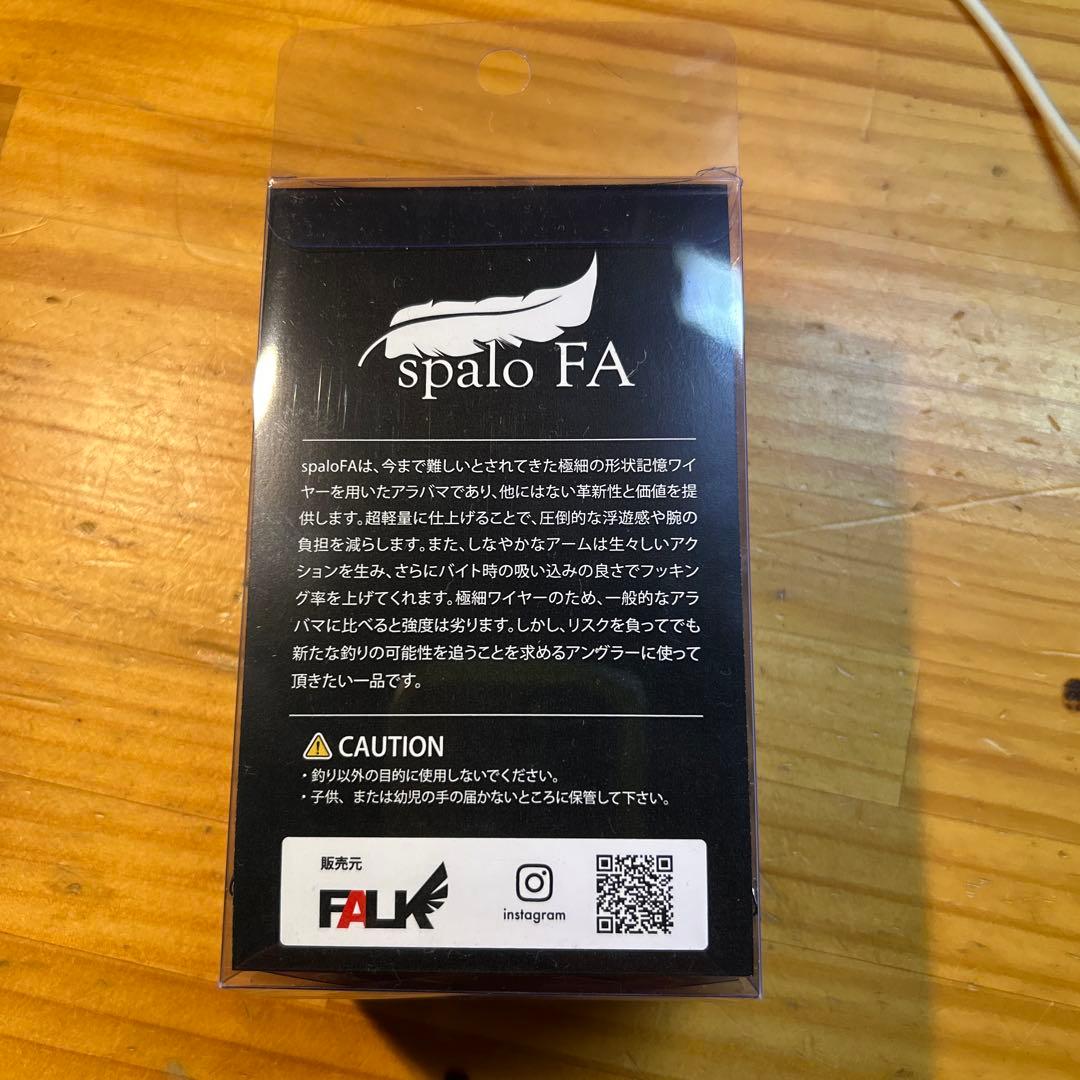 spalo FA
spaloFAは、今まで難しいとされてきた極細の形状記憶ワイ
ヤーを用いたアラバマであり、他にはない革新性と価値を提
供します。超軽量に仕上げることで、圧倒的な浮遊感や腕の
負担を減らします。また、しなやかなアームは生々しいアク
ションを生み、さらにバイト時の吸い込みの良さでフッキン
グ率を上げてくれます。極細ワイヤーのため、一般的なアラ
バマに比べると強度は劣ります。しかし、リスクを負ってでも
新たな釣りの可能性を追うことを求めるアングラーに使って
頂きたい一品です。
CAUTION
・釣り以外の目的に使用しないでください。
・子供、または幼児の手の届かないところに保管して下さい。
販売元
FALK
instagram